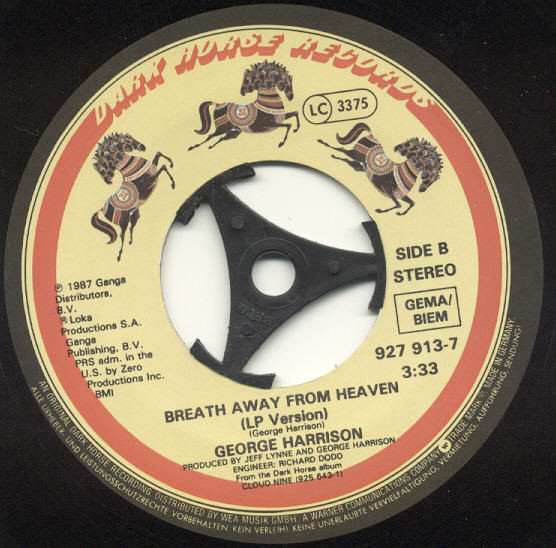 DARK HORSE RECORDS
LC 3375
SIDE B
STEREO
GEMA/
BIEM
927 913-7
3:33
℗ 1987 Ganga
Distributors,
B.V.
® Loka
Productions S.A.
Ganga
Publishing, B.V.
PRS adm. in the
U.S. by Zero
Productions Inc.
BMI
BREATH AWAY FROM HEAVEN
(LP Version)
(George Harrison)
GEORGE HARRISON
PRODUCED BY JEFF LYNNE AND GEORGE HARRISON
ENGINEER: RICHARD DODD
From the Dark Horse album
CLOUD NINE (925 643-1)
AN ORIGINAL DARK HORSE RECORDING. DISTRIBUTED BY WEA MUSIK GMBH. A WARNER COMMUNICATIONS COMPANY TRADE MARK. MADE IN GERMANY.
ALLE URHEBER- UND LEISTUNGSSCHUTZRECHTE VORBEHALTEN. KEIN VERLEIH! KEINE UNERLAUBTE VERVIELFÄLTIGUNG, VERMIETUNG, AUFFÜHRUNG, SENDUNG!